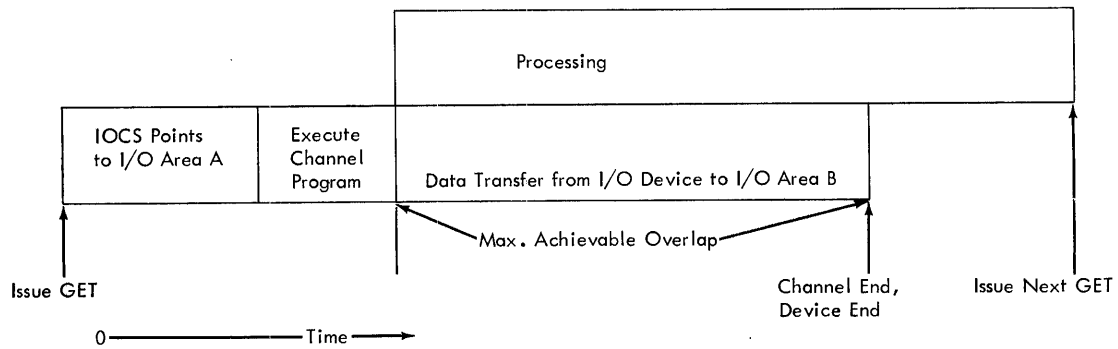 Processing
IOCS Points
to I/O Area A
Execute
Channel
Program
Data Transfer from I/O Device to I/O Area B
Max. Achievable Overlap
Issue GET
Channel End,
Device End
Issue Next GET
0
Time